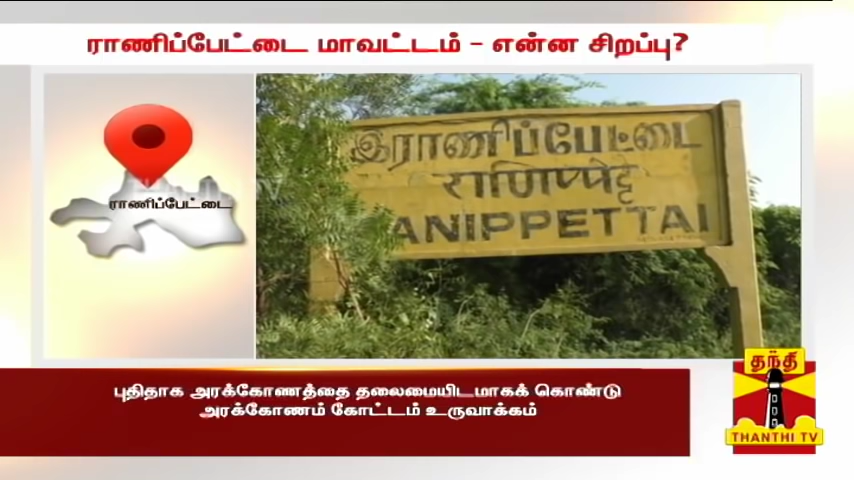 ராணிப்பேட்டை மாவட்டம் - என்ன சிறப்பு?
ராணிப்பேட்டை
இராணிப்பேட்டை
ANIPPETTAI
புதிதாக அரக்கோணத்தை தலைமையிடமாகக் கொண்டு
அரக்கோணம் கோட்டம் உருவாக்கம்
தந்தி
THANTHI TV